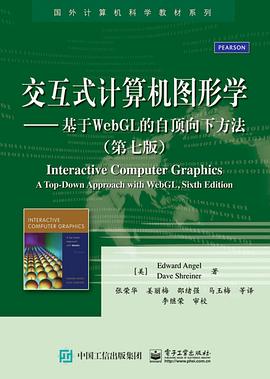 国外计算机科学教材系列
PEARSON
交互式计算机图形学
——基于WebGL的自顶向下方法
（第七版）
Interactive Computer Graphics
A Top-Down Approach with WebGL, Sixth Edition
INTERACTIVE
COMPUTER GRAPHICS
[美] Edward Angel
Dave Shreiner 著
张荣华 姜丽梅 邵绪强 马玉梅 等译
李继荣 审校
中国工信出版集团
电子工业出版社